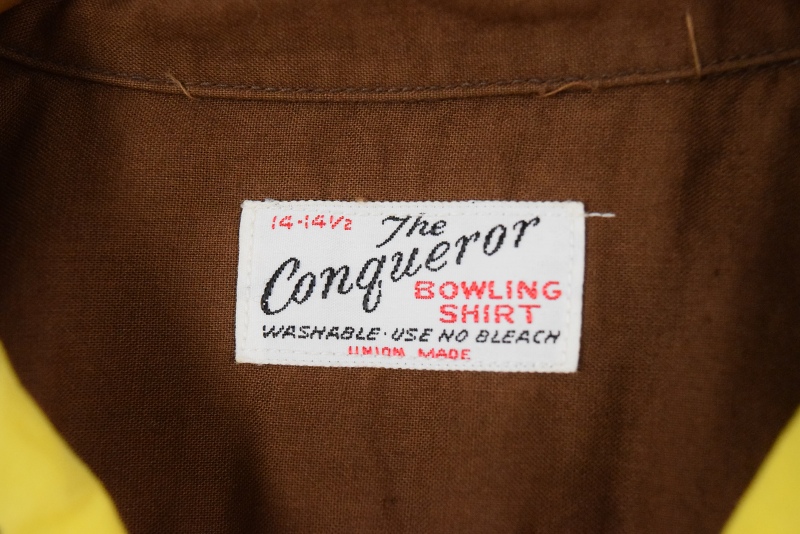 14-14½ The
Conqueror
BOWLING
SHIRT
WASHABLE·USE NO BLEACH
UNION MADE